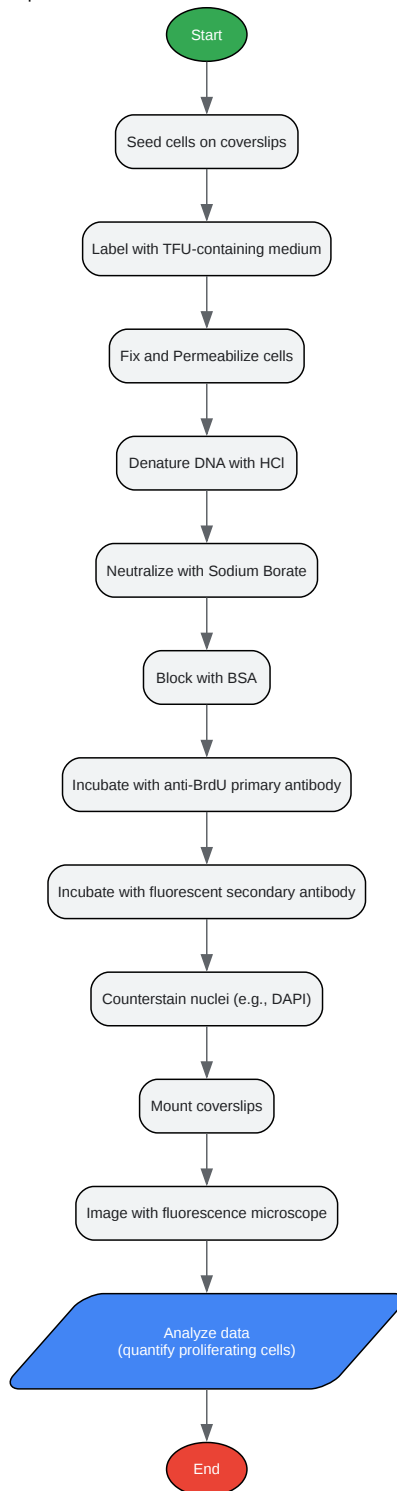 Start
Seed cells on coverslips
Label with TFU-containing medium
Fix and Permeabilize cells
Denature DNA with HCl
Neutralize with Sodium Borate
Block with BSA
Incubate with anti-BrdU primary antibody
Incubate with fluorescent secondary antibody
Counterstain nuclei (e.g., DAPI)
Mount coverslips
Image with fluorescence microscope
Analyze data
(quantify proliferating cells)
End